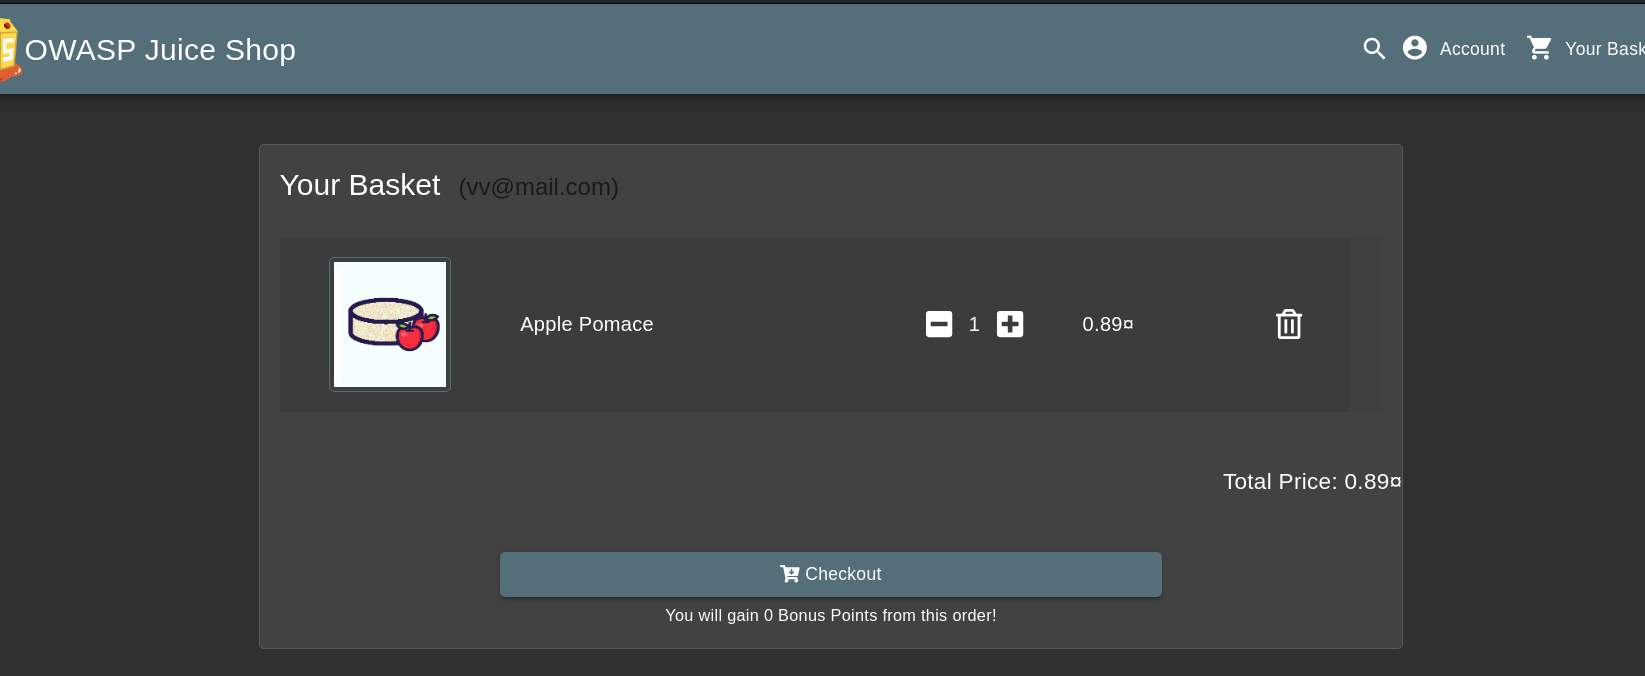 OWASP Juice Shop
Account
Your Bask
Your Basket (vv@mail.com)
Apple Pomace 1 0.89¤
Total Price: 0.89¤
Checkout
You will gain 0 Bonus Points from this order!